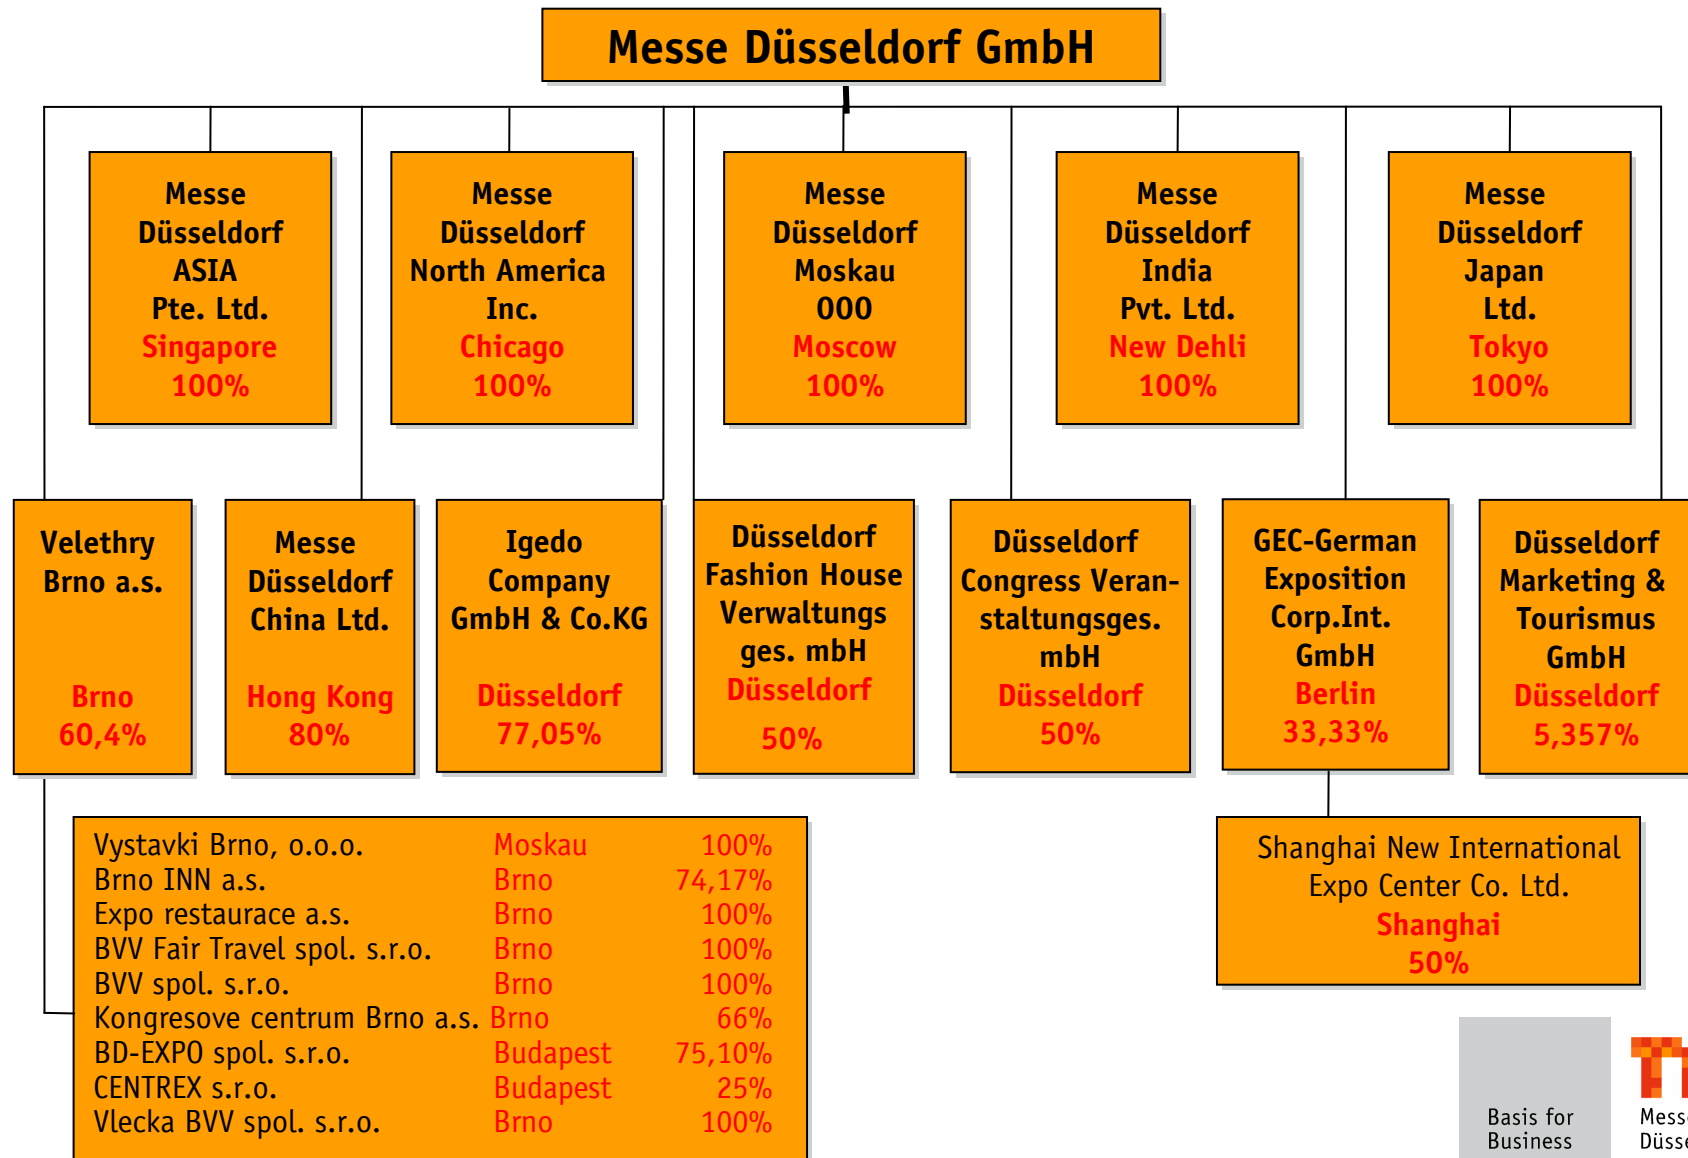 Messe Düsseldorf GmbH
Messe
Düsseldorf
ASIA
Pte. Ltd.
Singapore
100%
Messe
Düsseldorf
North America
Inc.
Chicago
100%
Messe
Düsseldorf
Moskau
OOO
Moscow
100%
Messe
Düsseldorf
India
Pvt. Ltd.
New Dehli
100%
Messe
Düsseldorf
Japan
Ltd.
Tokyo
100%
Velethry
Brno a.s.
Brno
60,4%
Messe
Düsseldorf
China Ltd.
Hong Kong
80%
Igedo
Company
GmbH & Co.KG
Düsseldorf
77,05%
Düsseldorf
Fashion House
Verwaltungs
ges. mbH
Düsseldorf
50%
Düsseldorf
Congress Veran-
staltungsges.
mbH
Düsseldorf
50%
GEC-German
Exposition
Corp.Int.
GmbH
Berlin
33,33%
Düsseldorf
Marketing &
Tourismus
GmbH
Düsseldorf
5,357%
Vystavki Brno, o.o.o. Moskau 100%
Brno INN a.s. Brno 74,17%
Expo restaurace a.s. Brno 100%
BVV Fair Travel spol. s.r.o. Brno 100%
BVV spol. s.r.o. Brno 100%
Kongresove centrum Brno a.s. Brno 66%
BD-EXPO spol. s.r.o. Budapest 75,10%
CENTREX s.r.o. Budapest 25%
Vlecka BVV spol. s.r.o. Brno 100%
Shanghai New International
Expo Center Co. Ltd.
Shanghai
50%
Basis for
Business